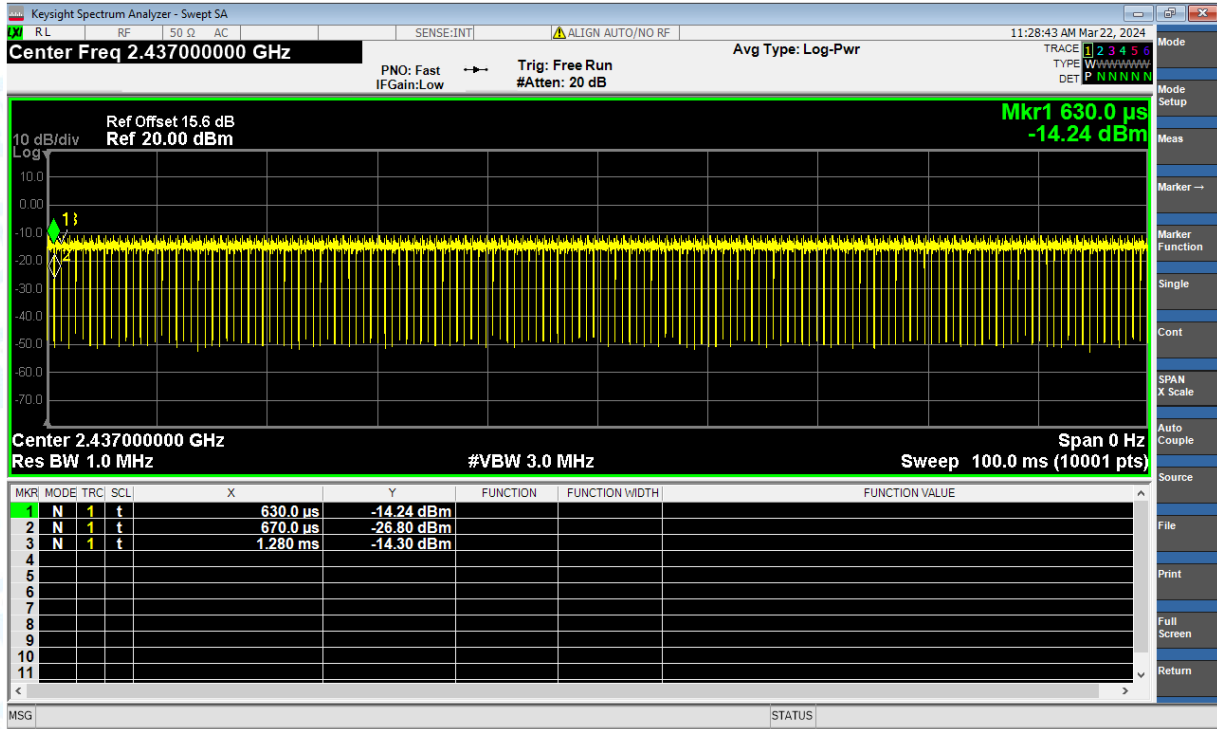 Keysight Spectrum Analyzer - Swept SA
LXI RL RF 50 Ω AC SENSE:INT ALIGN AUTO/NO RF 11:28:43 AM Mar 22, 2024
Center Freq 2.437000000 GHz Avg Type: Log-Pwr TRACE 1 2 3 4 5 6
PNO: Fast Trig: Free Run TYPE WWWWWW
IFGain:Low #Atten: 20 dB DET P N N N N N
Mkr1 630.0 µs
Ref Offset 15.6 dB
10 dB/div Ref 20.00 dBm -14.24 dBm
Log
10.0
0.00
-10.0
-20.0
-30.0
-40.0
-50.0
-60.0
-70.0
1 3
2
Center 2.437000000 GHz Span 0 Hz
Res BW 1.0 MHz #VBW 3.0 MHz Sweep 100.0 ms (10001 pts)
MKR MODE TRC SCL X Y FUNCTION FUNCTION WIDTH FUNCTION VALUE
1 N 1 t 630.0 µs -14.24 dBm
2 N 1 t 670.0 µs -26.80 dBm
3 N 1 t 1.280 ms -14.30 dBm
4
5
6
7
8
9
10
11
MSG STATUS
Mode
Mode
Setup
Meas
Marker→
Marker
Function
Single
Cont
SPAN
X Scale
Auto
Couple
Source
File
Print
Full
Screen
Return